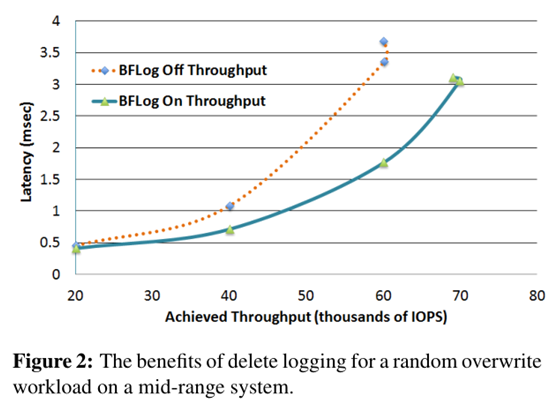 4
3.5
3
2.5
2
1.5
1
0.5
0
Latency (msec)
BFLog Off Throughput
BFLog On Throughput
20 30 40 50 60 70 80
Achieved Throughput (thousands of IOPS)
Figure 2: The benefits of delete logging for a random overwrite
workload on a mid-range system.